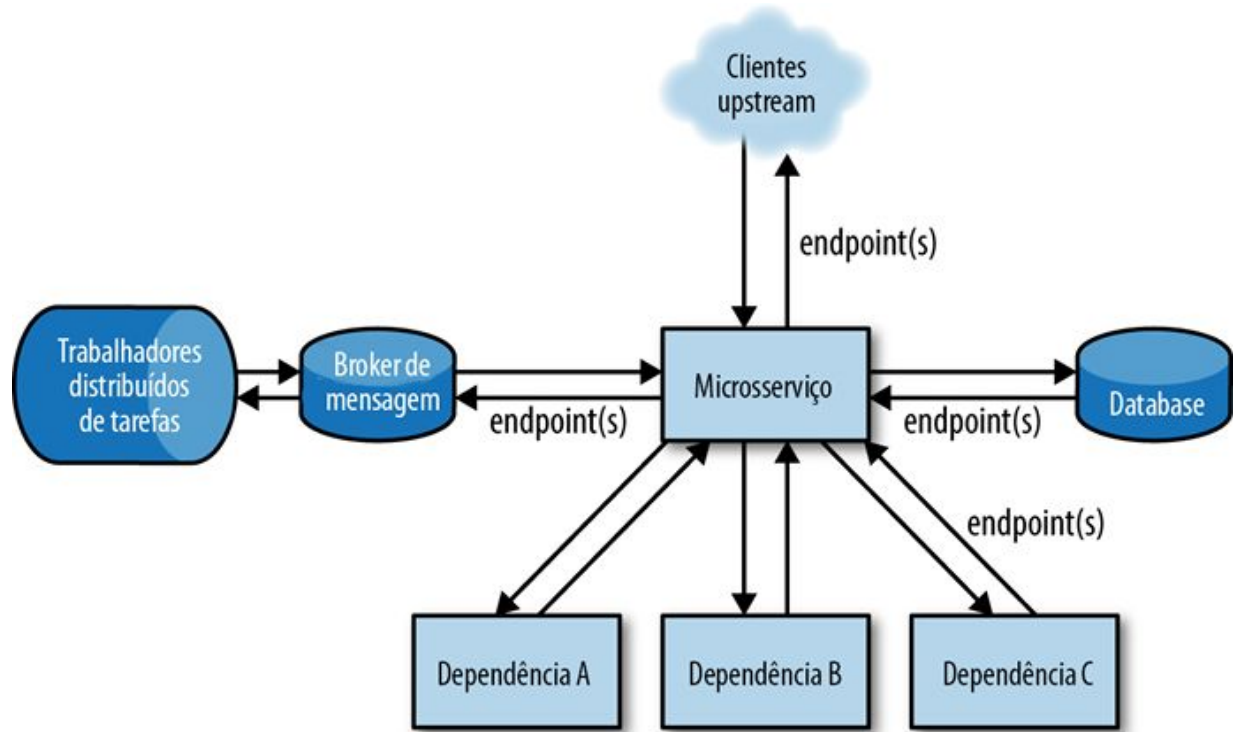 Clientes
upstream
endpoint(s)
Trabalhadores
distribuídos
de tarefas
Broker de
mensagem
endpoint(s)
Microsserviço
endpoint(s)
Database
endpoint(s)
Dependência A
Dependência B
Dependência C